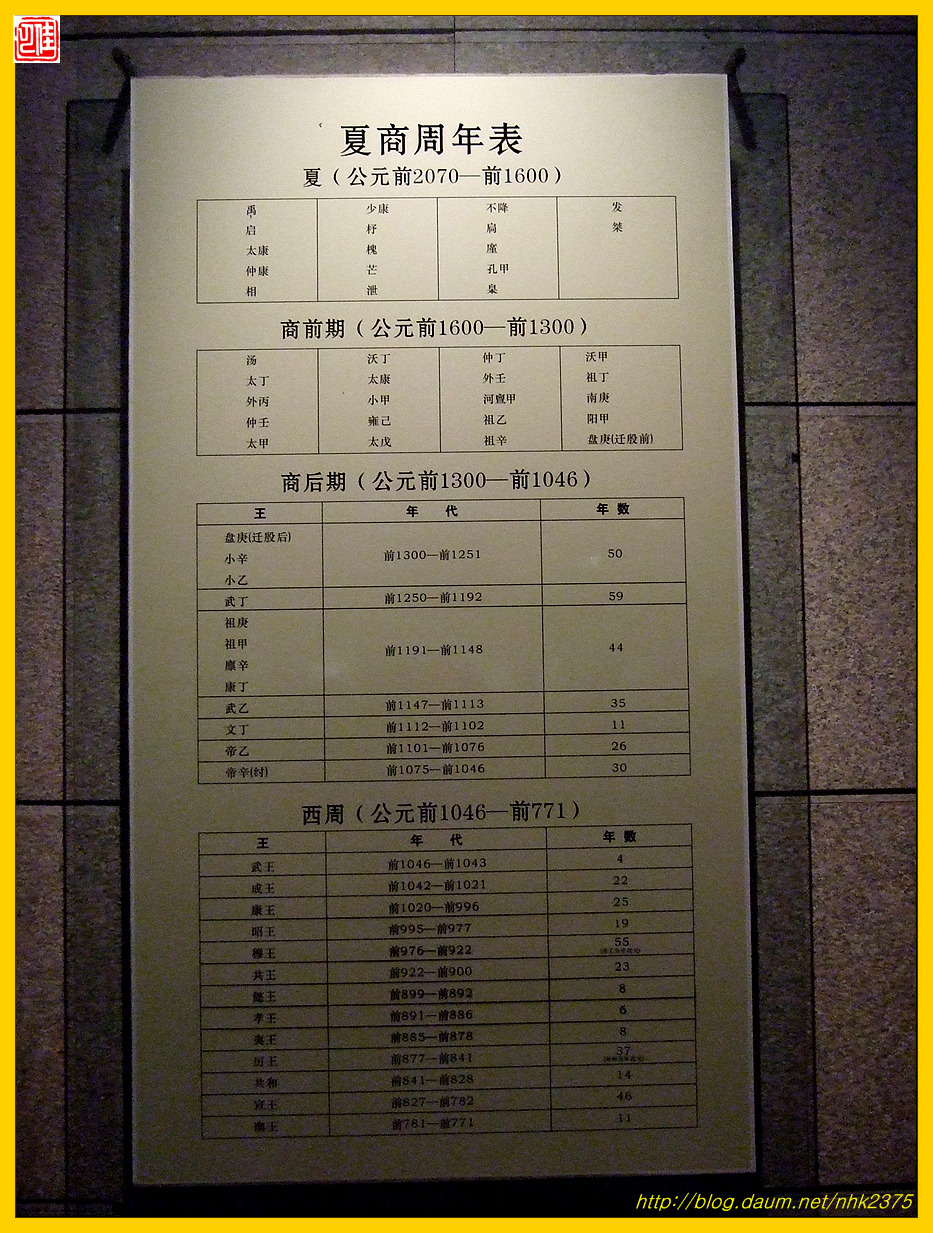 夏商周年表
夏（公元前2070—前1600）
禹 少康 不降 发
启 杼 扃 桀
太康 槐 廑
仲康 芒 孔甲
相 泄 皋
商前期（公元前1600—前1300）
汤 沃丁 仲丁 沃甲
太丁 太康 外壬 祖丁
外丙 小甲 河亶甲 南庚
仲壬 雍己 祖乙 阳甲
太甲 太戊 祖辛 盘庚(迁殷前)
商后期（公元前1300—前1046）
王 年 代 年 数
盘庚(迁殷后)
小辛 前1300—前1251 50
小乙
武丁 前1250—前1192 59
祖庚
祖甲 前1191—前1148 44
廪辛
康丁
武乙 前1147—前1113 35
文丁 前1112—前1102 11
帝乙 前1101—前1076 26
帝辛(纣) 前1075—前1046 30
西周（公元前1046—前771）
王 年 代 年 数
武王 前1046—前1043 4
成王 前1042—前1021 22
康王 前1020—前996 25
昭王 前995—前977 19
穆王 前976—前922 55
共王 前922—前900 23
懿王 前899—前892 8
孝王 前891—前886 6
夷王 前885—前878 8
厉王 前877—前841 37
共和 前841—前828 14
宣王 前827—前782 46
幽王 前781—前771 11
http://blog.daum.net/nhk2375